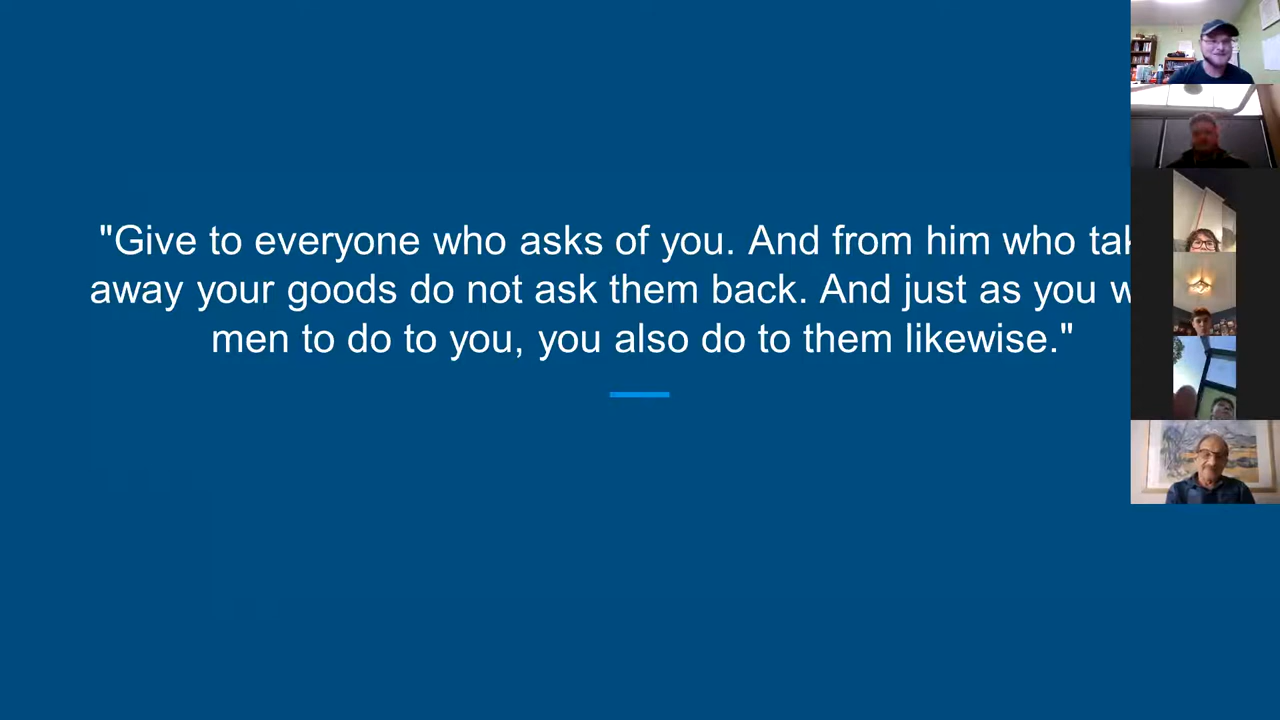 "Give to everyone who asks of you. And from him who
away your goods do not ask them back. And just as you
men to do to you, you also do to them likewise."